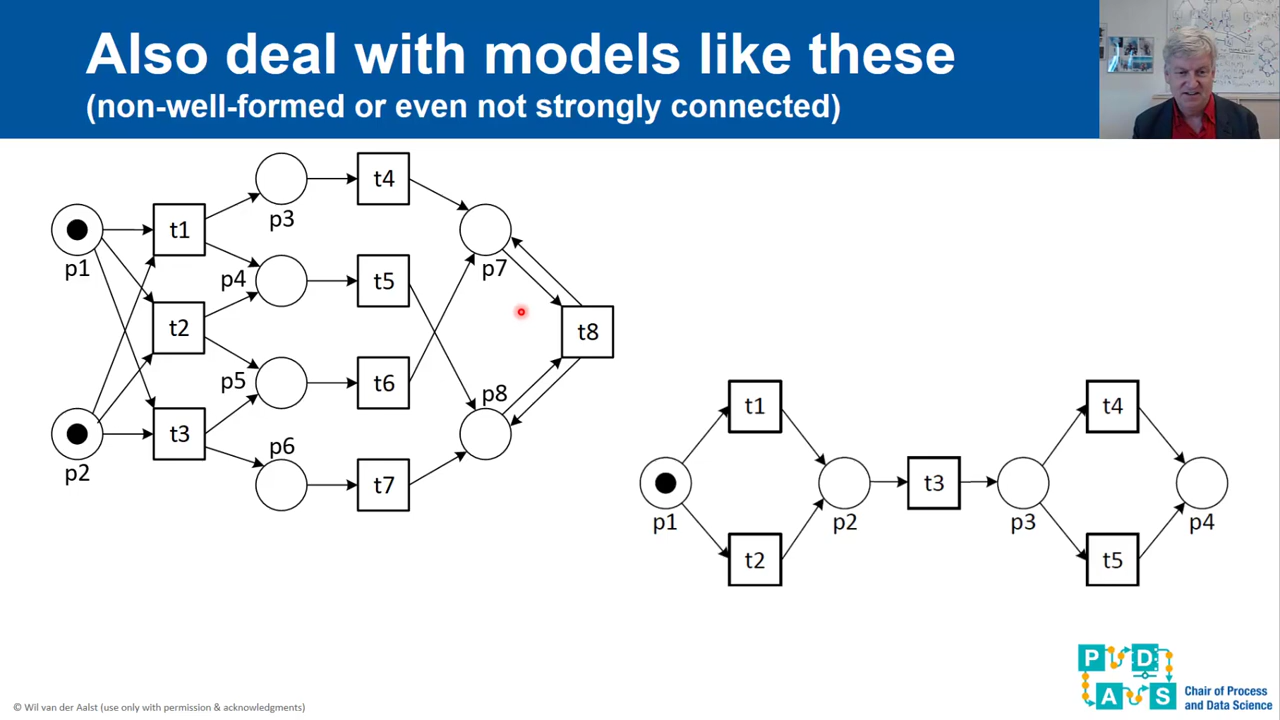 Also deal with models like these
(non-well-formed or even not strongly connected)
t4
p3
t1
p1
p4
t5
p7
t2
t8
p5
t6
p8
t3
p6
p2
t7
t1
t4
p1
p2
t3
p3
p4
t2
t5
P D
A S
Chair of Process
and Data Science
© Wil van der Aalst (use only with permission & acknowledgments)